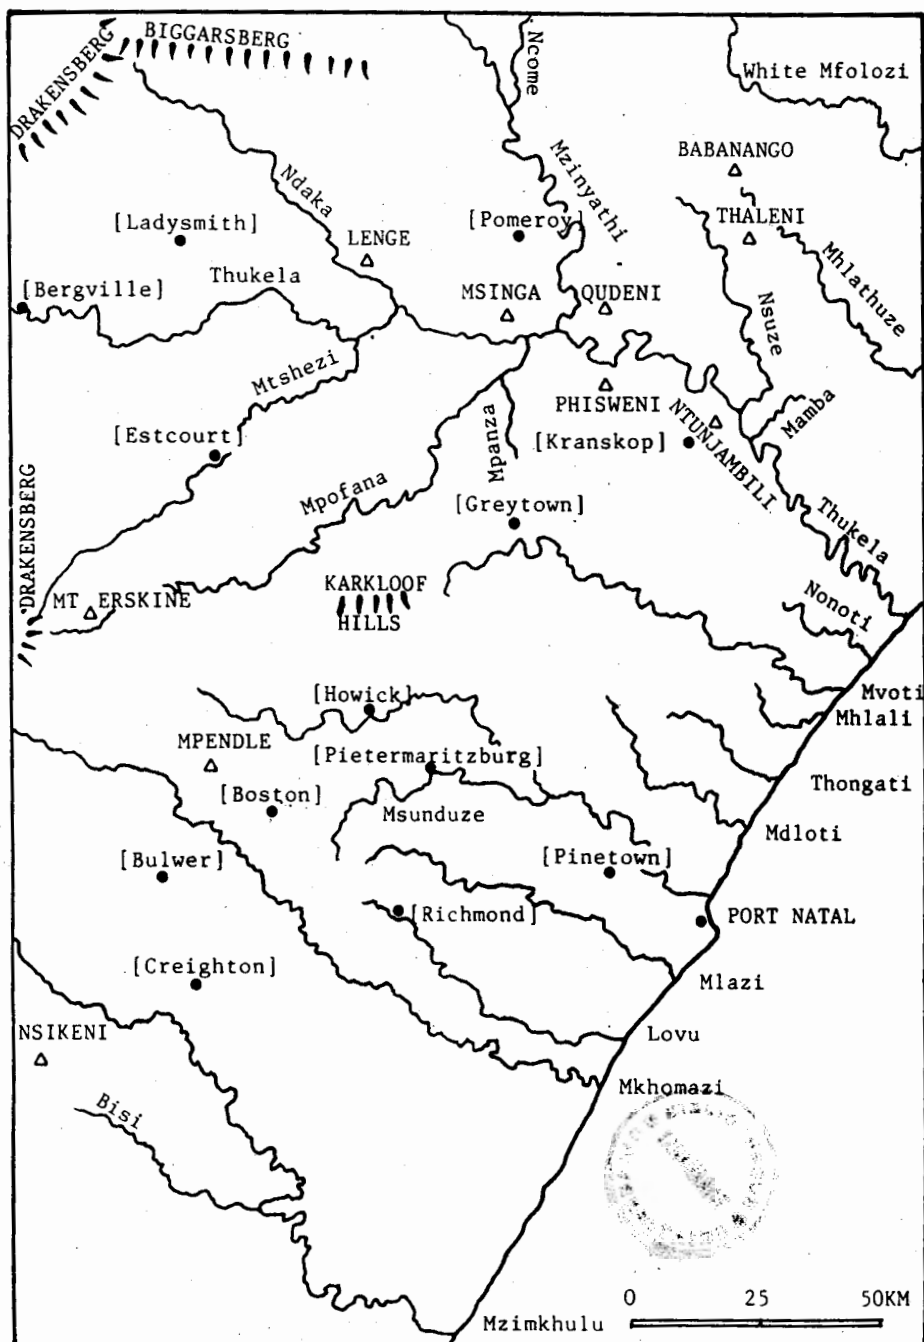 BIGGARSBERG
DRAKENSBERG
Ncome
White Mfolozi
Mzinyathi
BABANANGO
Ndaka
[Ladysmith]
[Pomeroy]
THALENI
LENGE
Mhlathuze
Thukela
[Bergville]
MSINGA
QUDENI
Nsuze
Mtshezi
PHISWENI
Mamba
[Estcourt]
Mpanza
[Kranskop]
NTUNJAMBILI
Mpofana
[Greytown]
Thukela
DRAKENSBERG
MT ERSKINE
KARKLOOF
HILLS
Nonoti
[Howick]
Mvoti
Mhlali
MPENDLE
[Pietermaritzburg]
Thongati
[Boston]
Msunduze
Mdloti
[Bulwer]
[Pinetown]
[Richmond]
PORT NATAL
[Creighton]
Mlazi
NSIKENI
Lovu
Mkhomazi
Bisi
0 25 50KM
Mzimkhulu